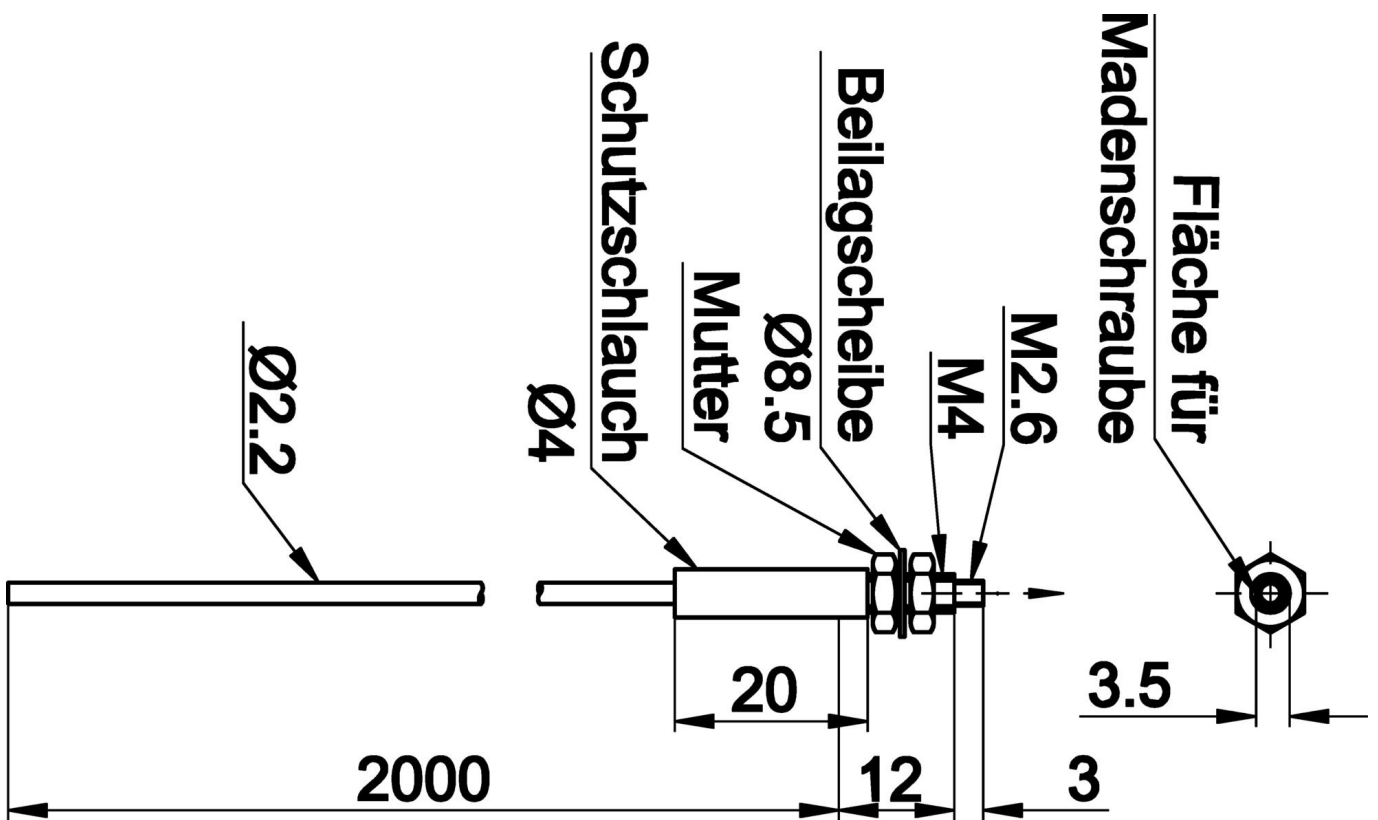 Fläche für
Madenschraube
M2.6
M4
Beilagscheibe
Ø8.5
Mutter
Schutzschlauch
Ø4
Ø2.2
3.5
20
2000
12
3